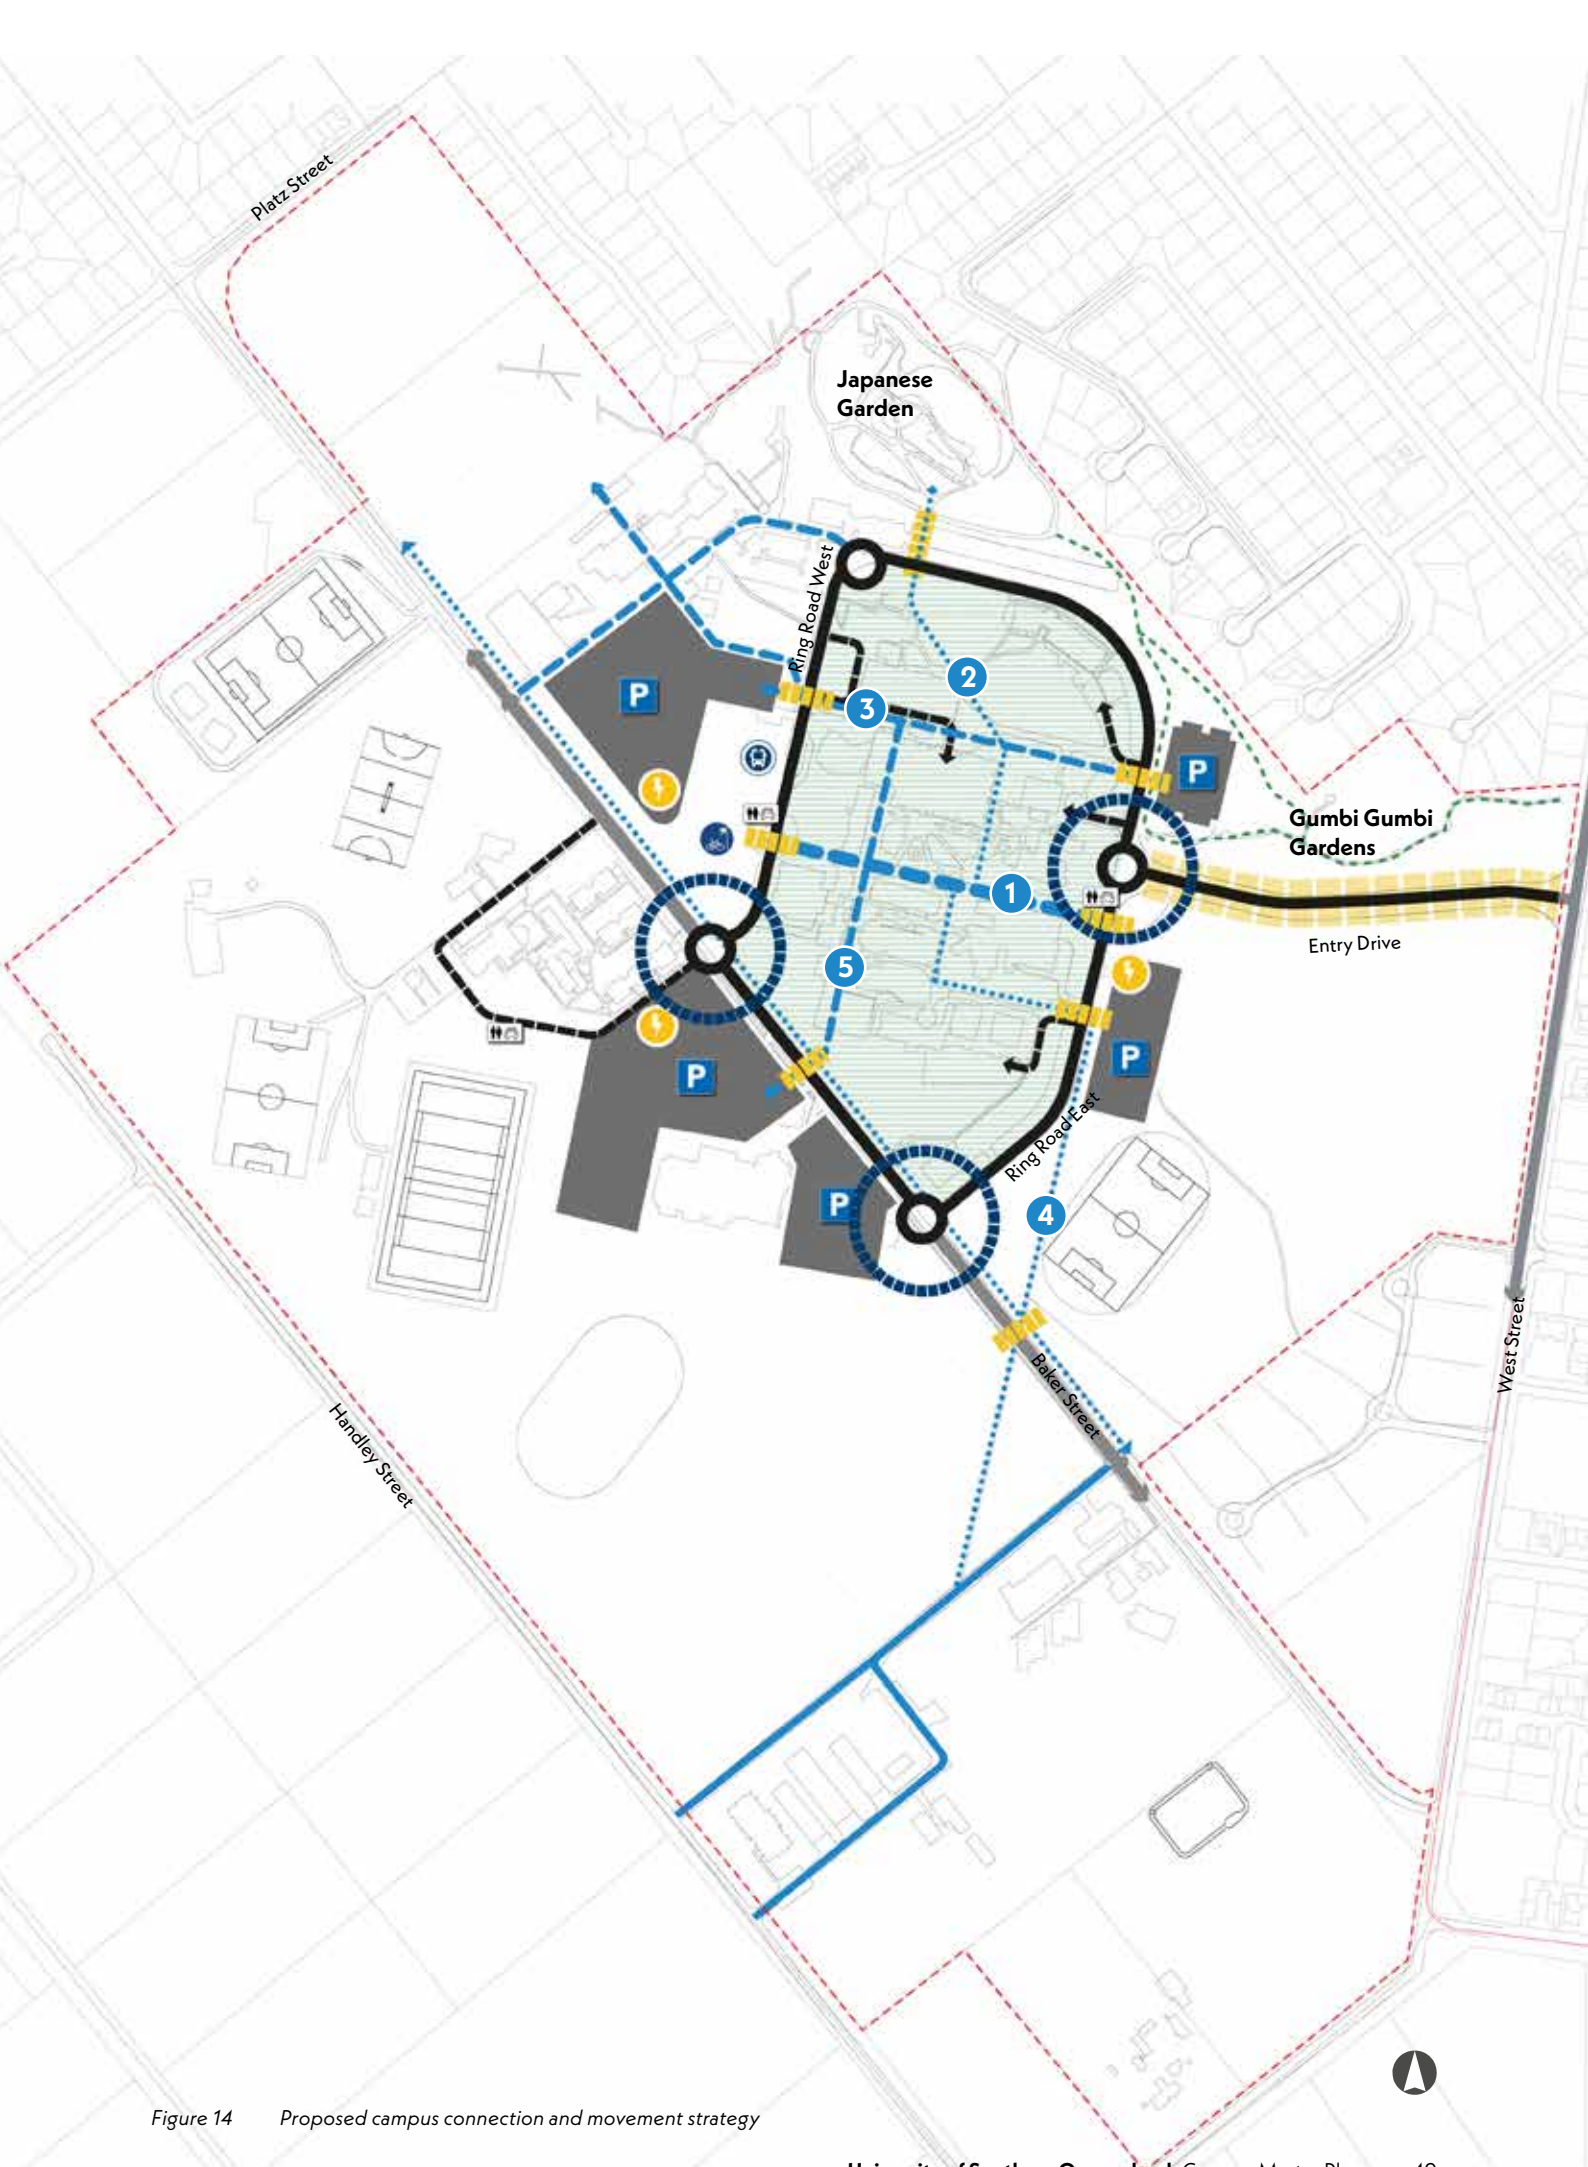 Platz Street
Japanese
Garden
Ring Road West
2
P
3
P
Gumbi Gumbi
Gardens
1
Entry Drive
5
P
P
Ring Road East
P
4
West Street
Baker Street
Handley Street
Figure 14 Proposed campus connection and movement strategy